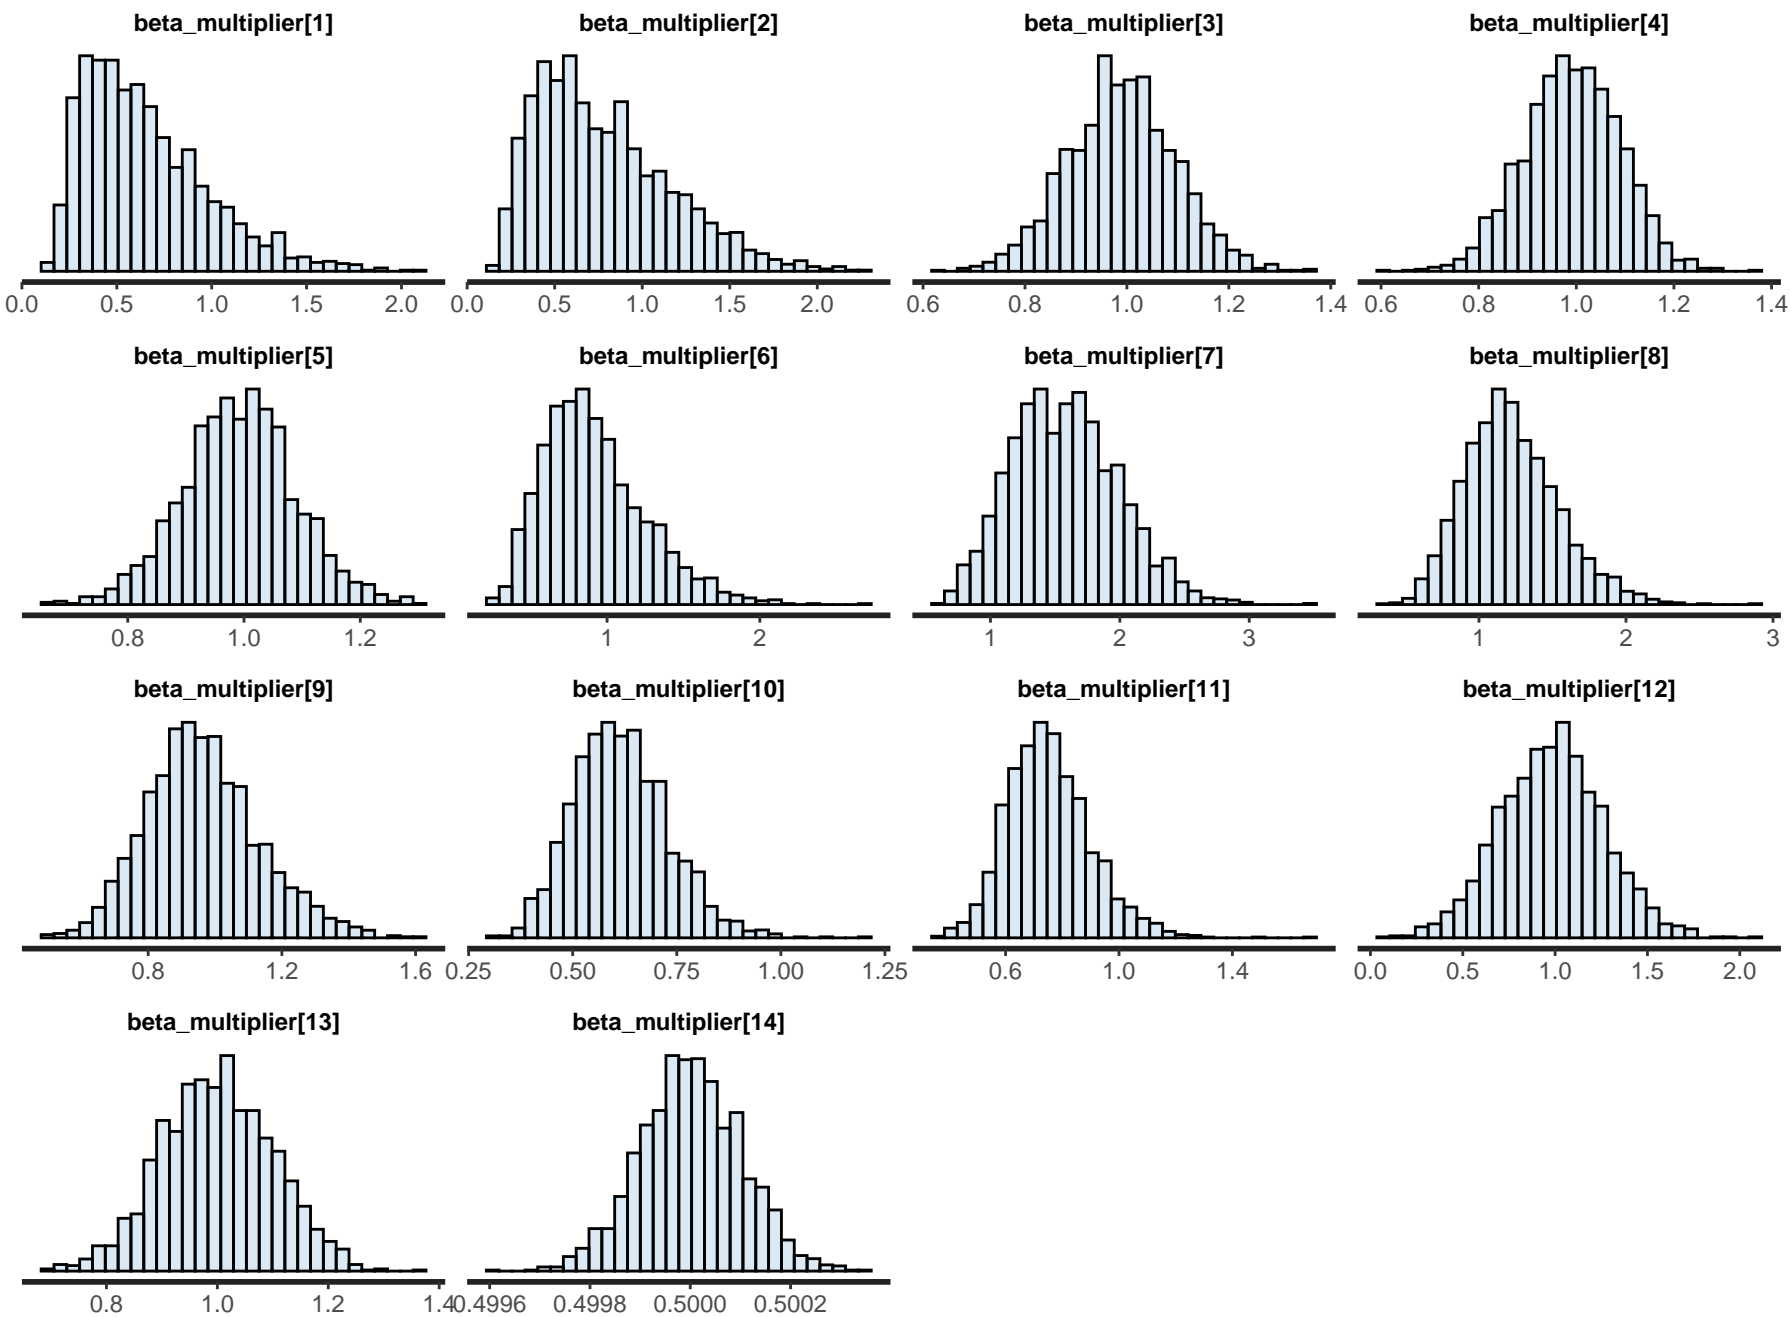 beta_multiplier[1] beta_multiplier[2] beta_multiplier[3] beta_multiplier[4]
0.0 0.5 1.0 1.5 2.0 0.0 0.5 1.0 1.5 2.0 0.6 0.8 1.0 1.2 1.4 0.6 0.8 1.0 1.2 1.4
beta_multiplier[5] beta_multiplier[6] beta_multiplier[7] beta_multiplier[8]
0.8 1.0 1.2 1 2 1 2 3 1 2 3
beta_multiplier[9] beta_multiplier[10] beta_multiplier[11] beta_multiplier[12]
0.8 1.2 1.6 0.25 0.50 0.75 1.00 1.25 0.6 1.0 1.4 0.0 0.5 1.0 1.5 2.0
beta_multiplier[13] beta_multiplier[14]
0.8 1.0 1.2 1.4 0.4996 0.4998 0.5000 0.5002